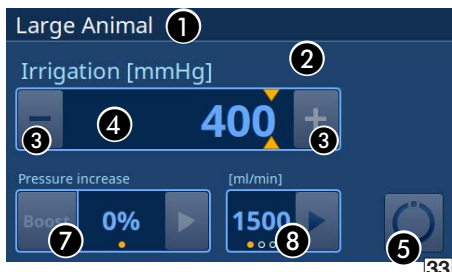 Large Animal 1
2
Irrigation [mmHg]
− 400 +
3 4 3
Pressure increase [ml/min]
Boost 0% 1500
7 8 5
33